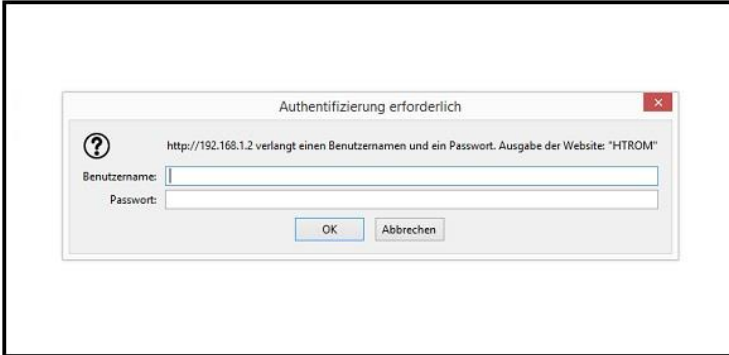 Authentifizierung erforderlich
http://192.168.1.2 verlangt einen Benutzernamen und ein Passwort. Ausgabe der Website: "HTROM"
Benutzername:
Passwort:
OK Abbrechen